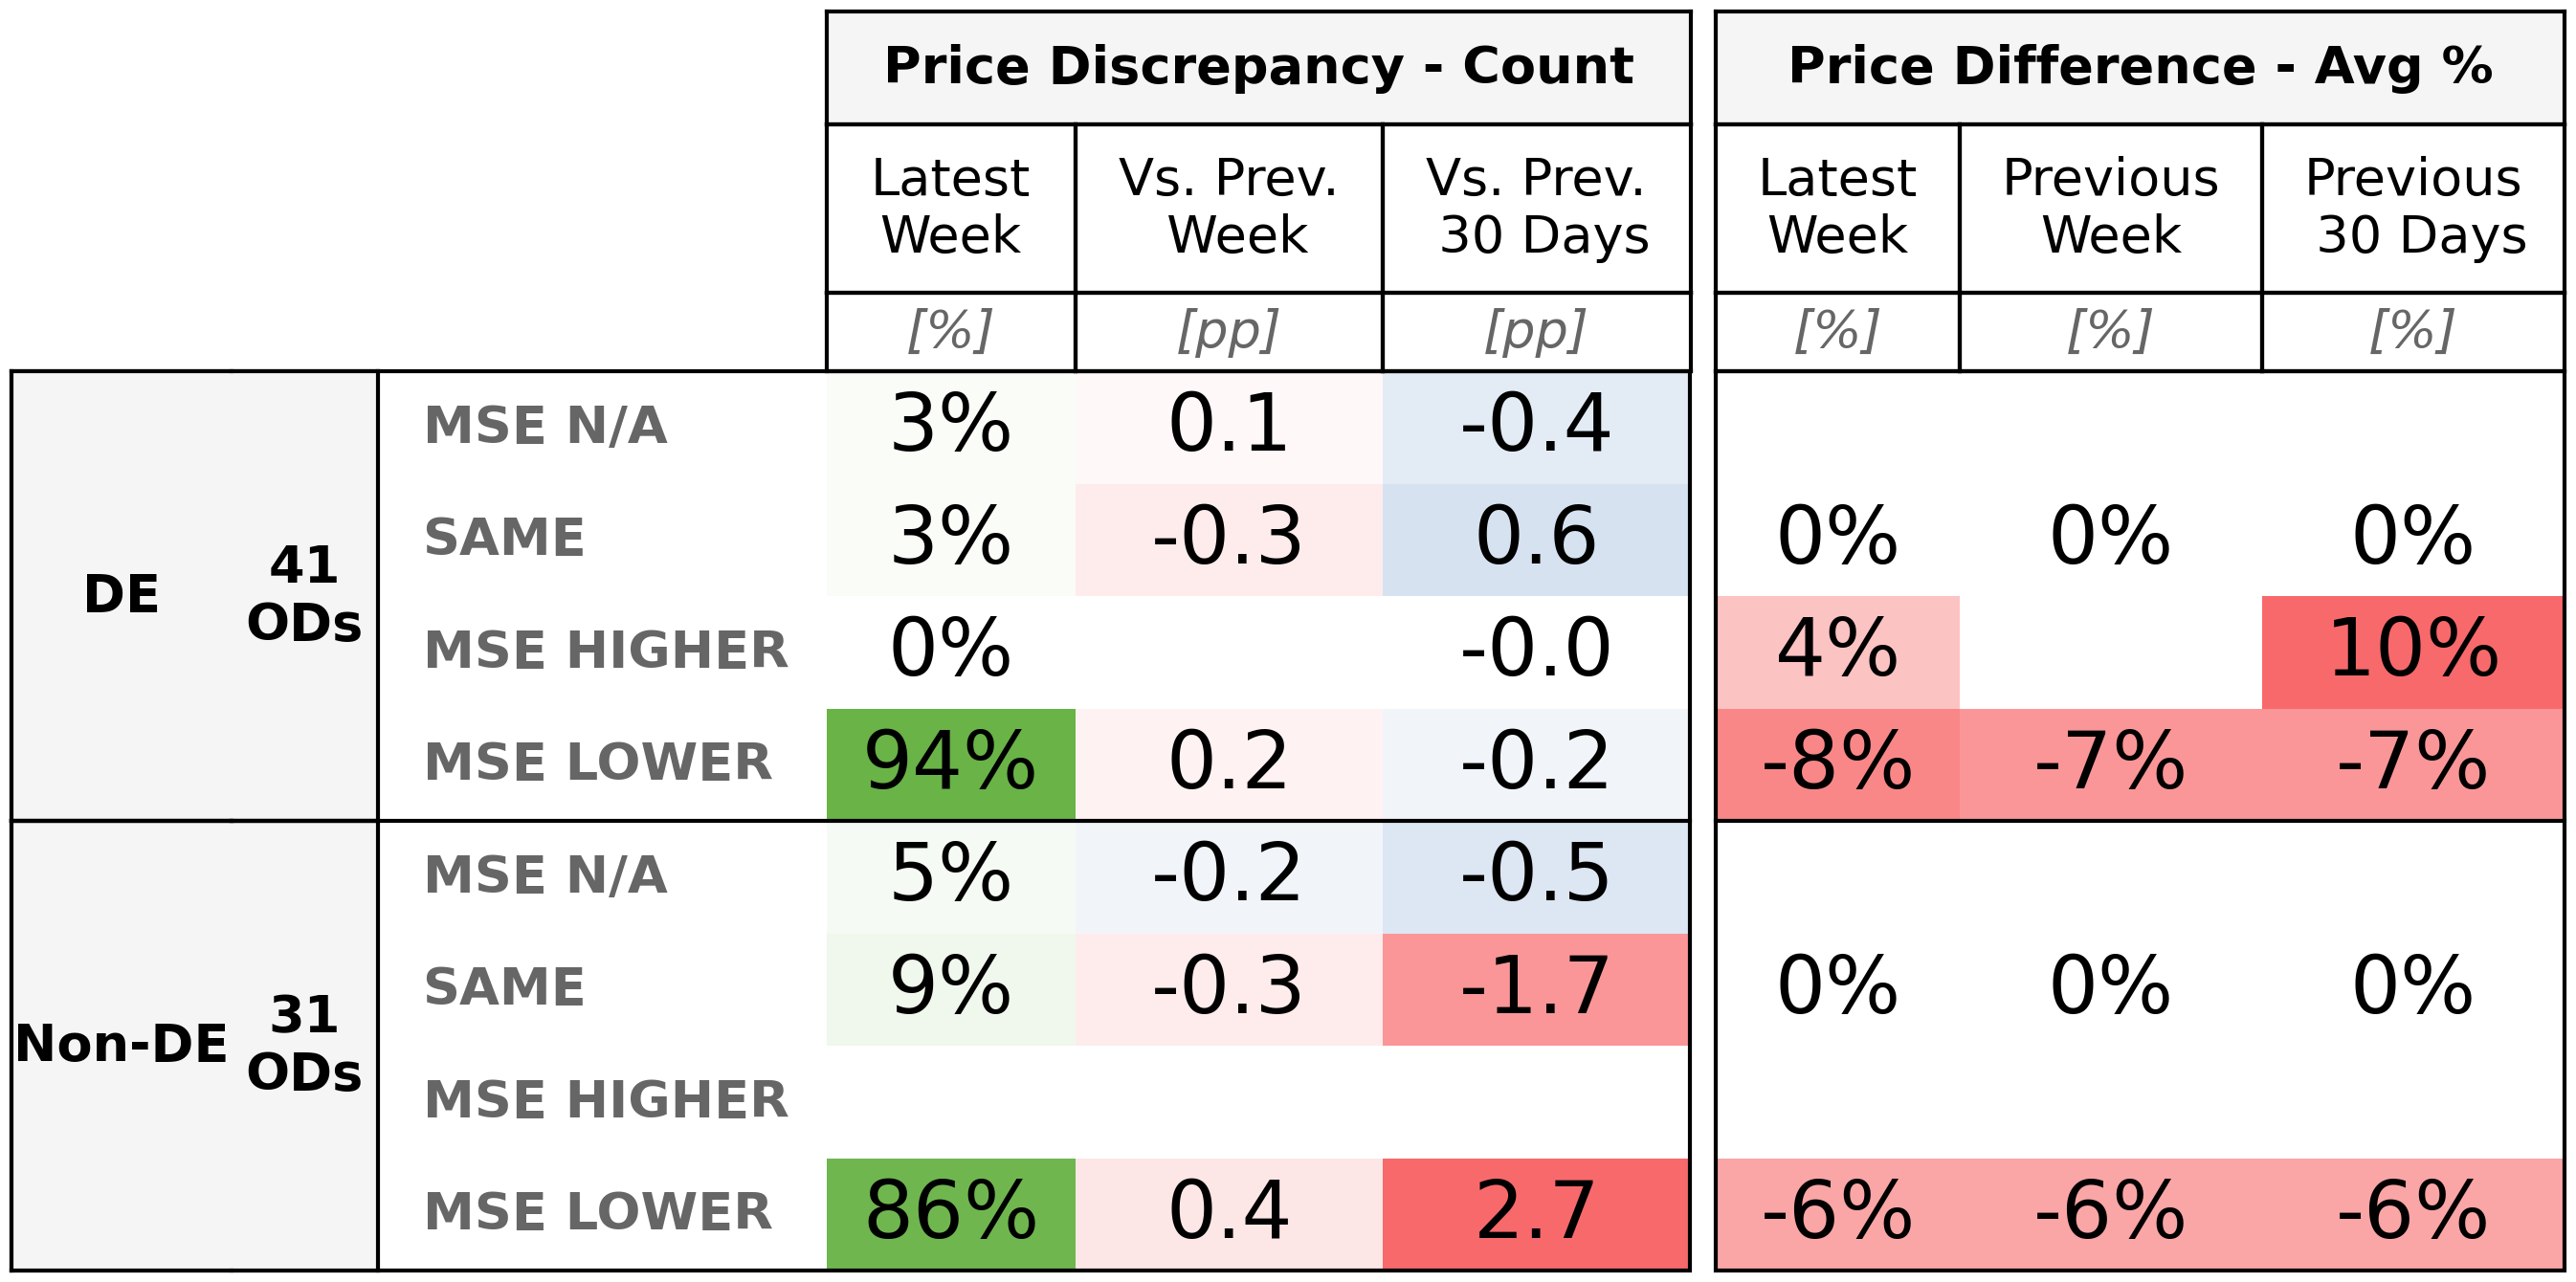 Price Discrepancy - Count Price Difference - Avg %
Latest Week Vs. Prev. Week Vs. Prev. 30 Days Latest Week Previous Week Previous 30 Days
[%] [pp] [pp] [%] [%] [%]
DE 41 ODs
MSE N/A 3% 0.1 -0.4
SAME 3% -0.3 0.6 0% 0% 0%
MSE HIGHER 0% -0.0 4% 10%
MSE LOWER 94% 0.2 -0.2 -8% -7% -7%
Non-DE 31 ODs
MSE N/A 5% -0.2 -0.5
SAME 9% -0.3 -1.7 0% 0% 0%
MSE HIGHER
MSE LOWER 86% 0.4 2.7 -6% -6% -6%